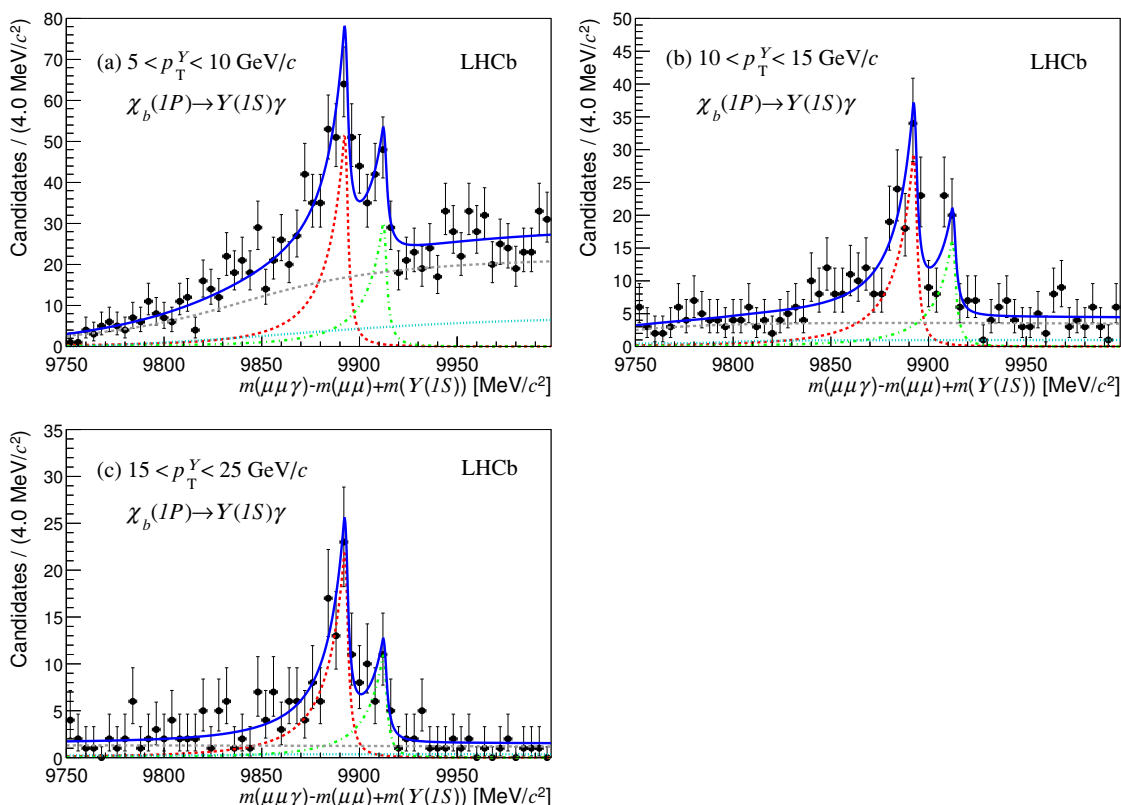 Candidates / (4.0 MeV/c²)
80
70
60
50
40
30
20
10
0
(a) 5 < p_T^Υ < 10 GeV/c
χ_b(1P)→Υ(1S)γ
LHCb
9750 9800 9850 9900 9950
m(μμγ)-m(μμ)+m(Υ(1S)) [MeV/c²]
Candidates / (4.0 MeV/c²)
50
45
40
35
30
25
20
15
10
5
0
(b) 10 < p_T^Υ < 15 GeV/c
χ_b(1P)→Υ(1S)γ
LHCb
9750 9800 9850 9900 9950
m(μμγ)-m(μμ)+m(Υ(1S)) [MeV/c²]
Candidates / (4.0 MeV/c²)
35
30
25
20
15
10
5
0
(c) 15 < p_T^Υ < 25 GeV/c
χ_b(1P)→Υ(1S)γ
LHCb
9750 9800 9850 9900 9950
m(μμγ)-m(μμ)+m(Υ(1S)) [MeV/c²]